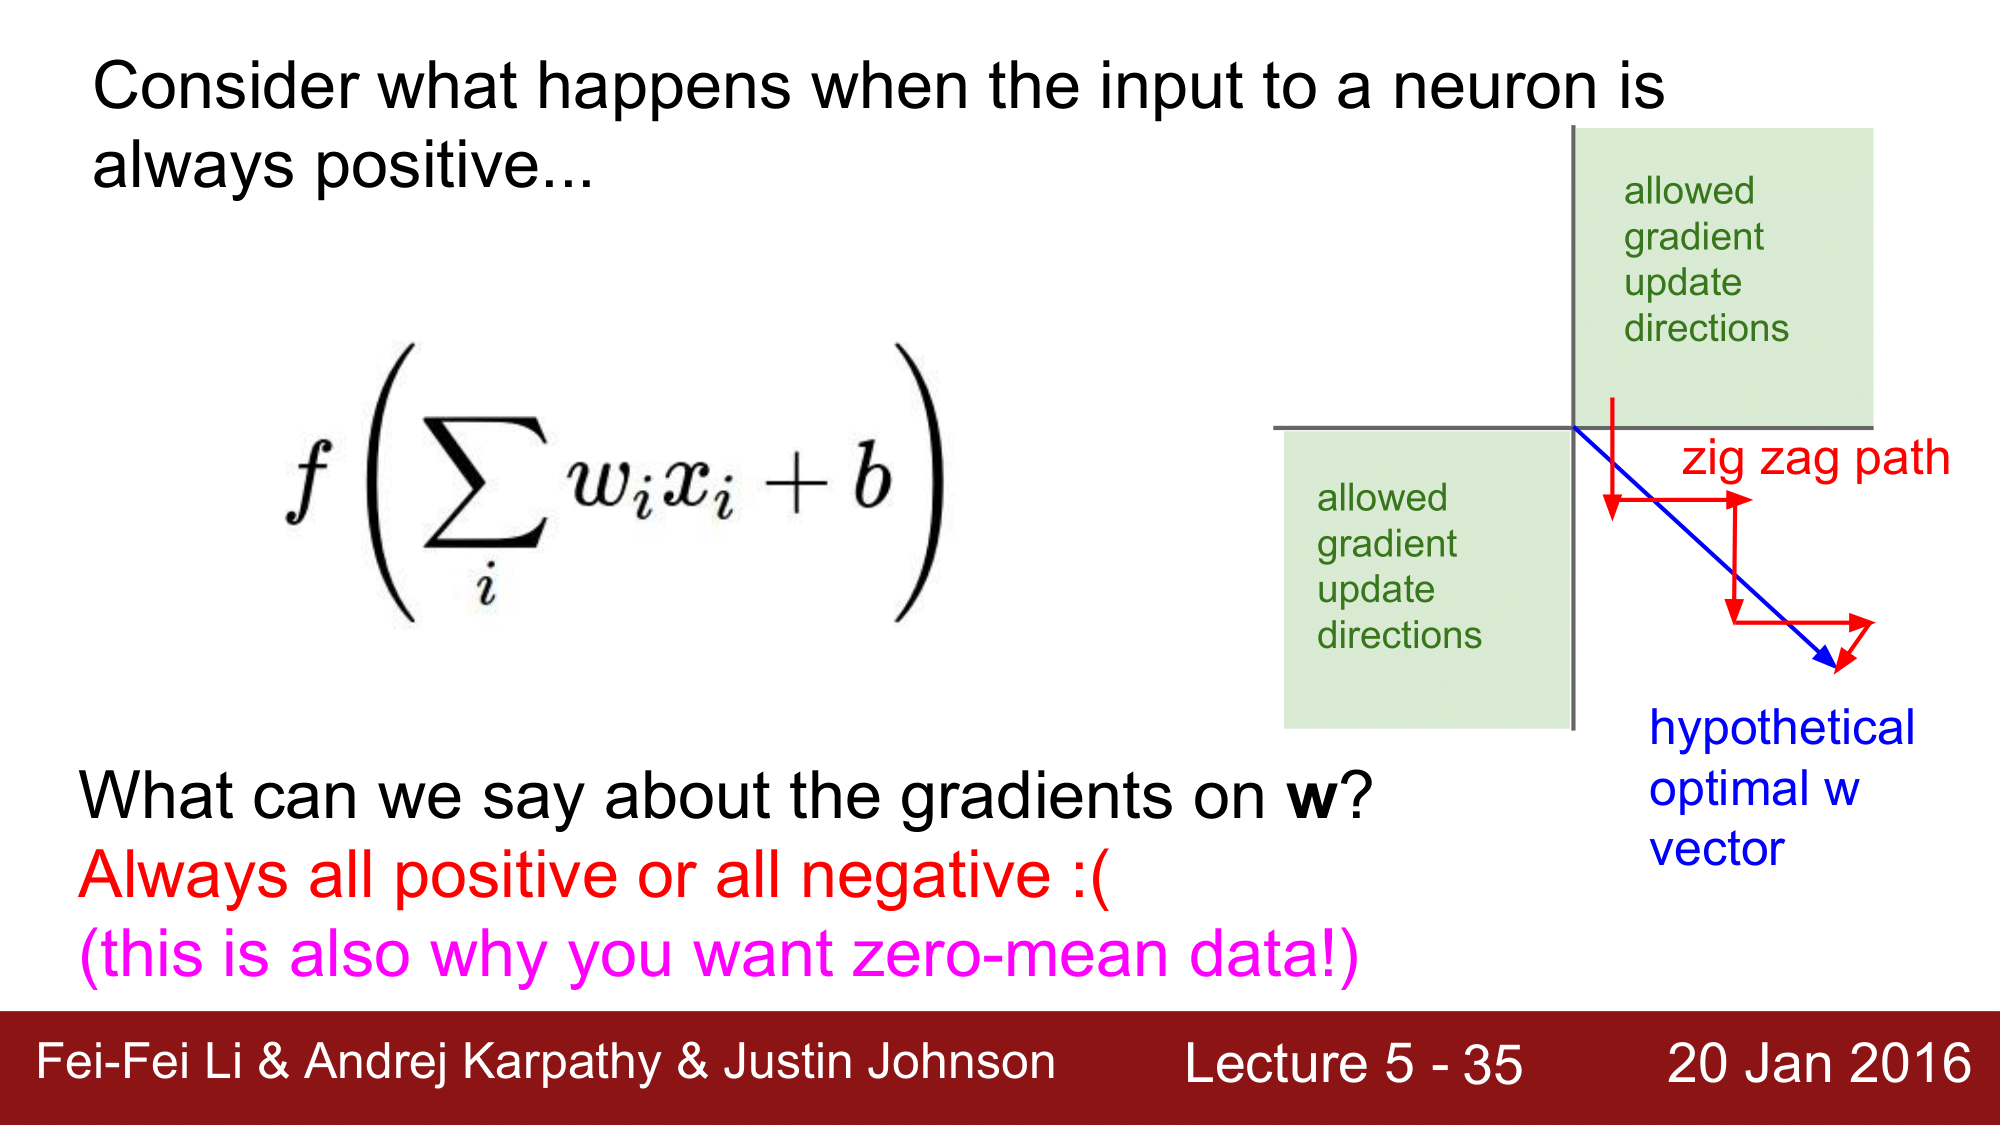 Consider what happens when the input to a neuron is
always positive...
allowed
gradient
update
directions
zig zag path
allowed
gradient
update
directions
f(∑_i w_i x_i + b)
hypothetical
optimal w
vector
What can we say about the gradients on w?
Always all positive or all negative :(
(this is also why you want zero-mean data!)
Fei-Fei Li & Andrej Karpathy & Justin Johnson
Lecture 5 - 35
20 Jan 2016